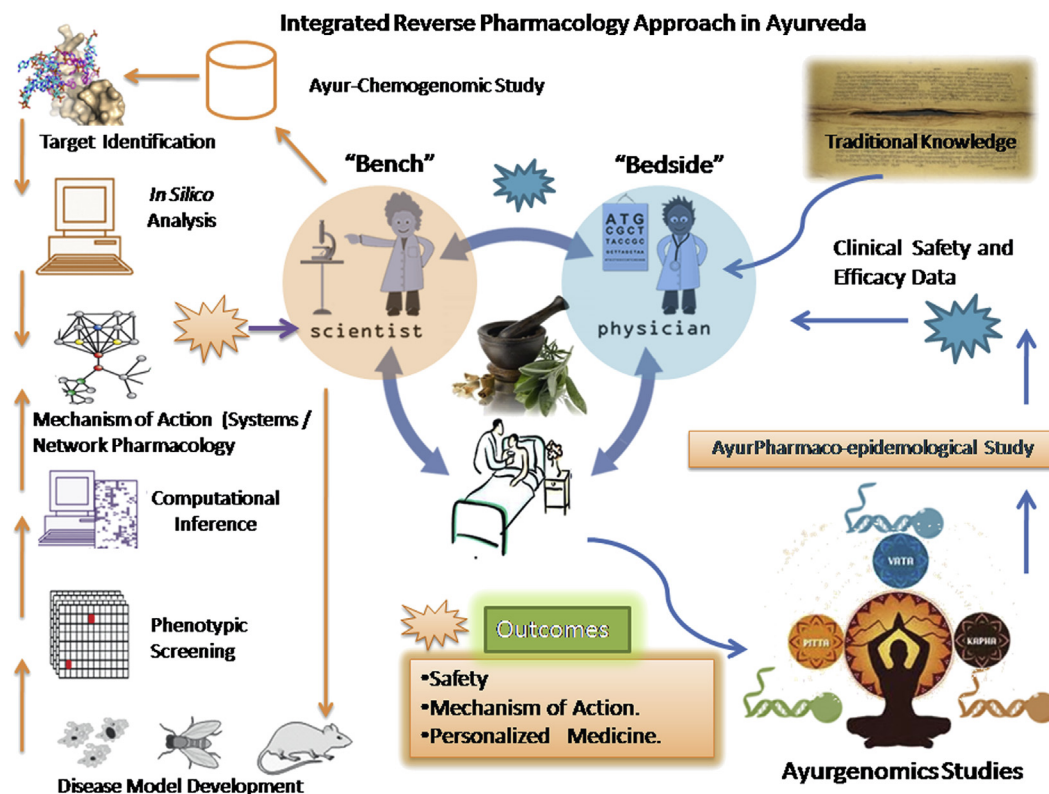 Integrated Reverse Pharmacology Approach in Ayurveda
Ayur-Chemogenomic Study
Target Identification
In Silico
Analysis
Mechanism of Action (Systems /
Network Pharmacology
Computational
Inference
Phenotypic
Screening
Disease Model Development
“Bench”
scientist
“Bedside”
ATG
CGCT
TACCGC
GCTTAGCTAA
physician
Traditional Knowledge
Clinical Safety and
Efficacy Data
AyurPharmaco-epidemological Study
VATA
PITTA
KAPHA
Ayurgenomics Studies
Outcomes
•Safety
•Mechanism of Action.
•Personalized Medicine.